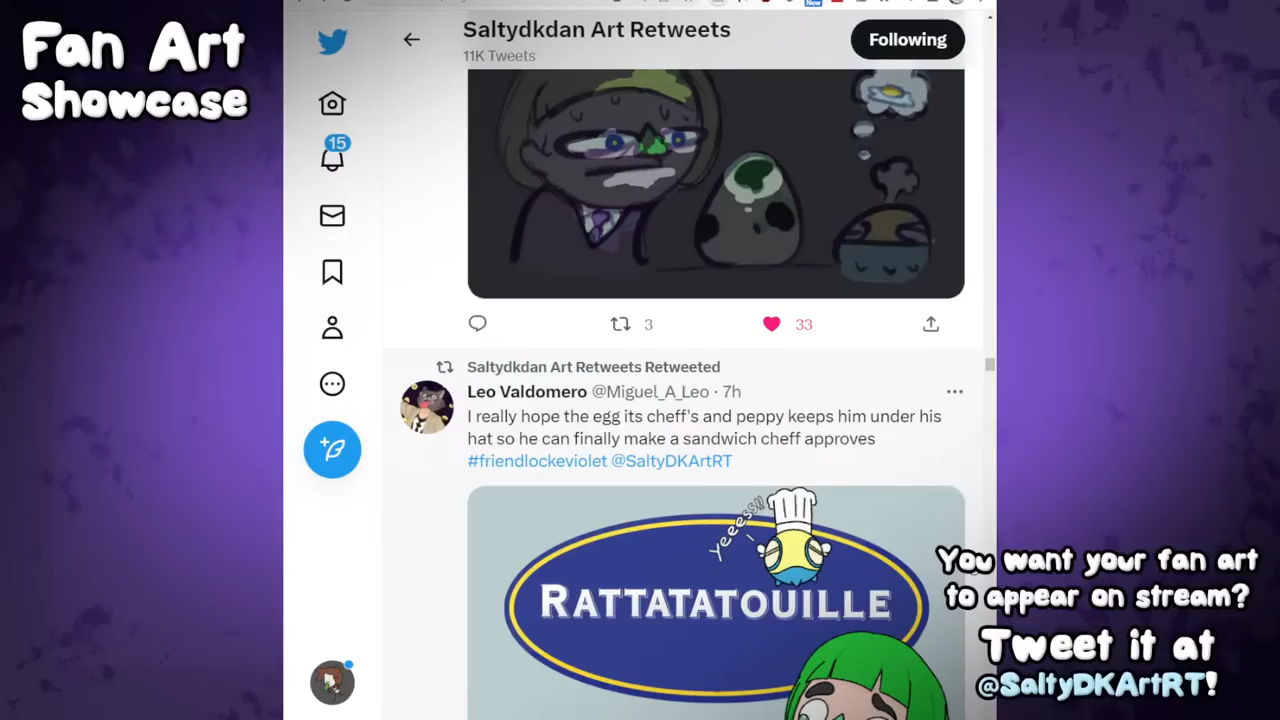 Fan Art
Showcase
Saltydkdan Art Retweets
11K Tweets
Following
New
15
3
33
Saltydkdan Art Retweets Retweeted
Leo Valdomero @Miguel_A_Leo · 7h
I really hope the egg its cheff's and peppy keeps him under his
hat so he can finally make a sandwich cheff approves
#friendlockeviolet @SaltyDKArtRT
Yeeess!!
RATTATATOUILLE
You want your fan art
to appear on stream?
Tweet it at
@SaltyDKArtRT!